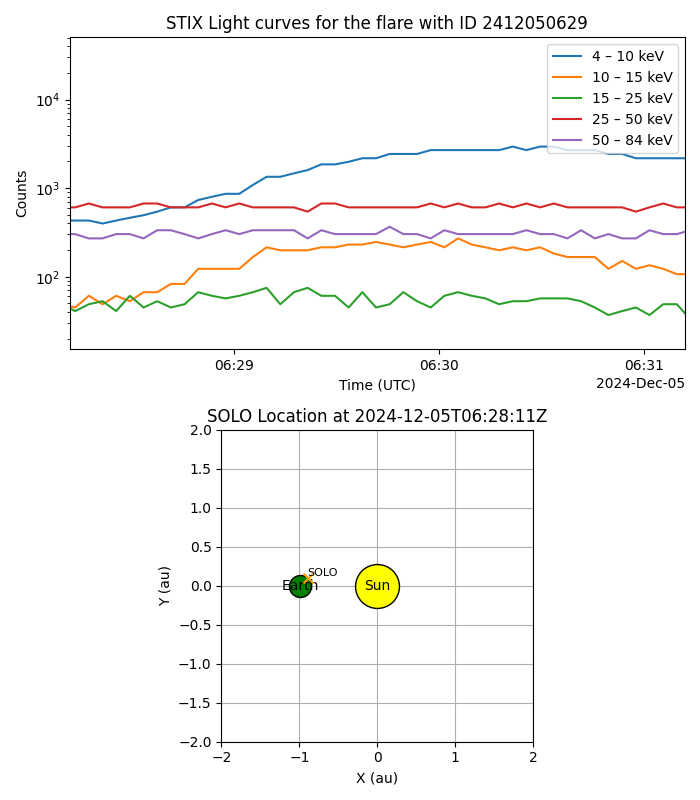 STIX Light curves for the flare with ID 2412050629
4 – 10 keV
10 – 15 keV
15 – 25 keV
25 – 50 keV
50 – 84 keV
Counts
10^4
10^3
10^2
06:29 06:30 06:31
Time (UTC)
2024-Dec-05
SOLO Location at 2024-12-05T06:28:11Z
Y (au)
2.0
1.5
1.0
0.5
0.0
−0.5
−1.0
−1.5
−2.0
SOLO
Earth
Sun
−2 −1 0 1 2
X (au)